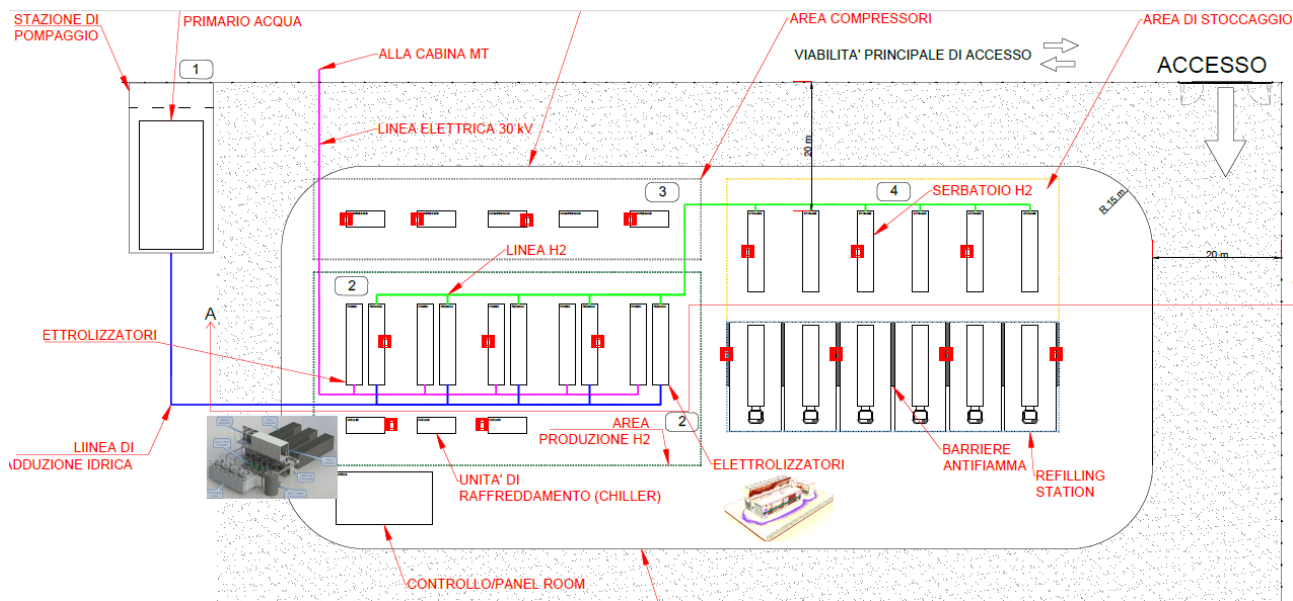 STAZIONE DI
POMPAGGIO
PRIMARIO ACQUA
AREA COMPRESSORI
AREA DI STOCCAGGIO
1
ALLA CABINA MT
VIABILITA' PRINCIPALE DI ACCESSO
ACCESSO
LINEA ELETTRICA 30 kV
20 m
3
4
SERBATOIO H2
R 15 m.
LINEA H2
20 m
2
A
ETTROLIZZATORI
2
AREA
PRODUZIONE H2
LIINEA DI
ADDUZIONE IDRICA
UNITA' DI
RAFFREDDAMENTO (CHILLER)
ELETTROLIZZATORI
BARRIERE
ANTIFIAMMA
REFILLING
STATION
CONTROLLO/PANEL ROOM